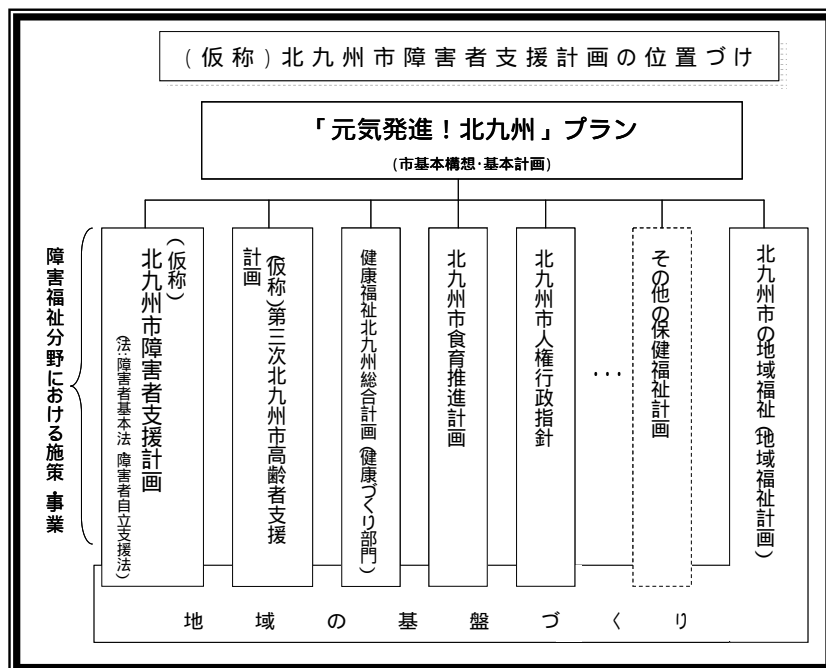 (仮称)北九州市障害者支援計画の位置づけ
「元気発進!北九州」プラン
(市基本構想・基本計画)
障害福祉分野における施策・事業
(仮称)
北九州市障害者支援計画
(法:障害者基本法・障害者自立支援法)
(仮称)第三次北九州市高齢者支援
計画
健康福祉北九州総合計画(健康づくり部門)
北九州市食育推進計画
北九州市人権行政指針
・・・
その他の保健福祉計画
北九州市の地域福祉(地域福祉計画)
地域の基盤づくり